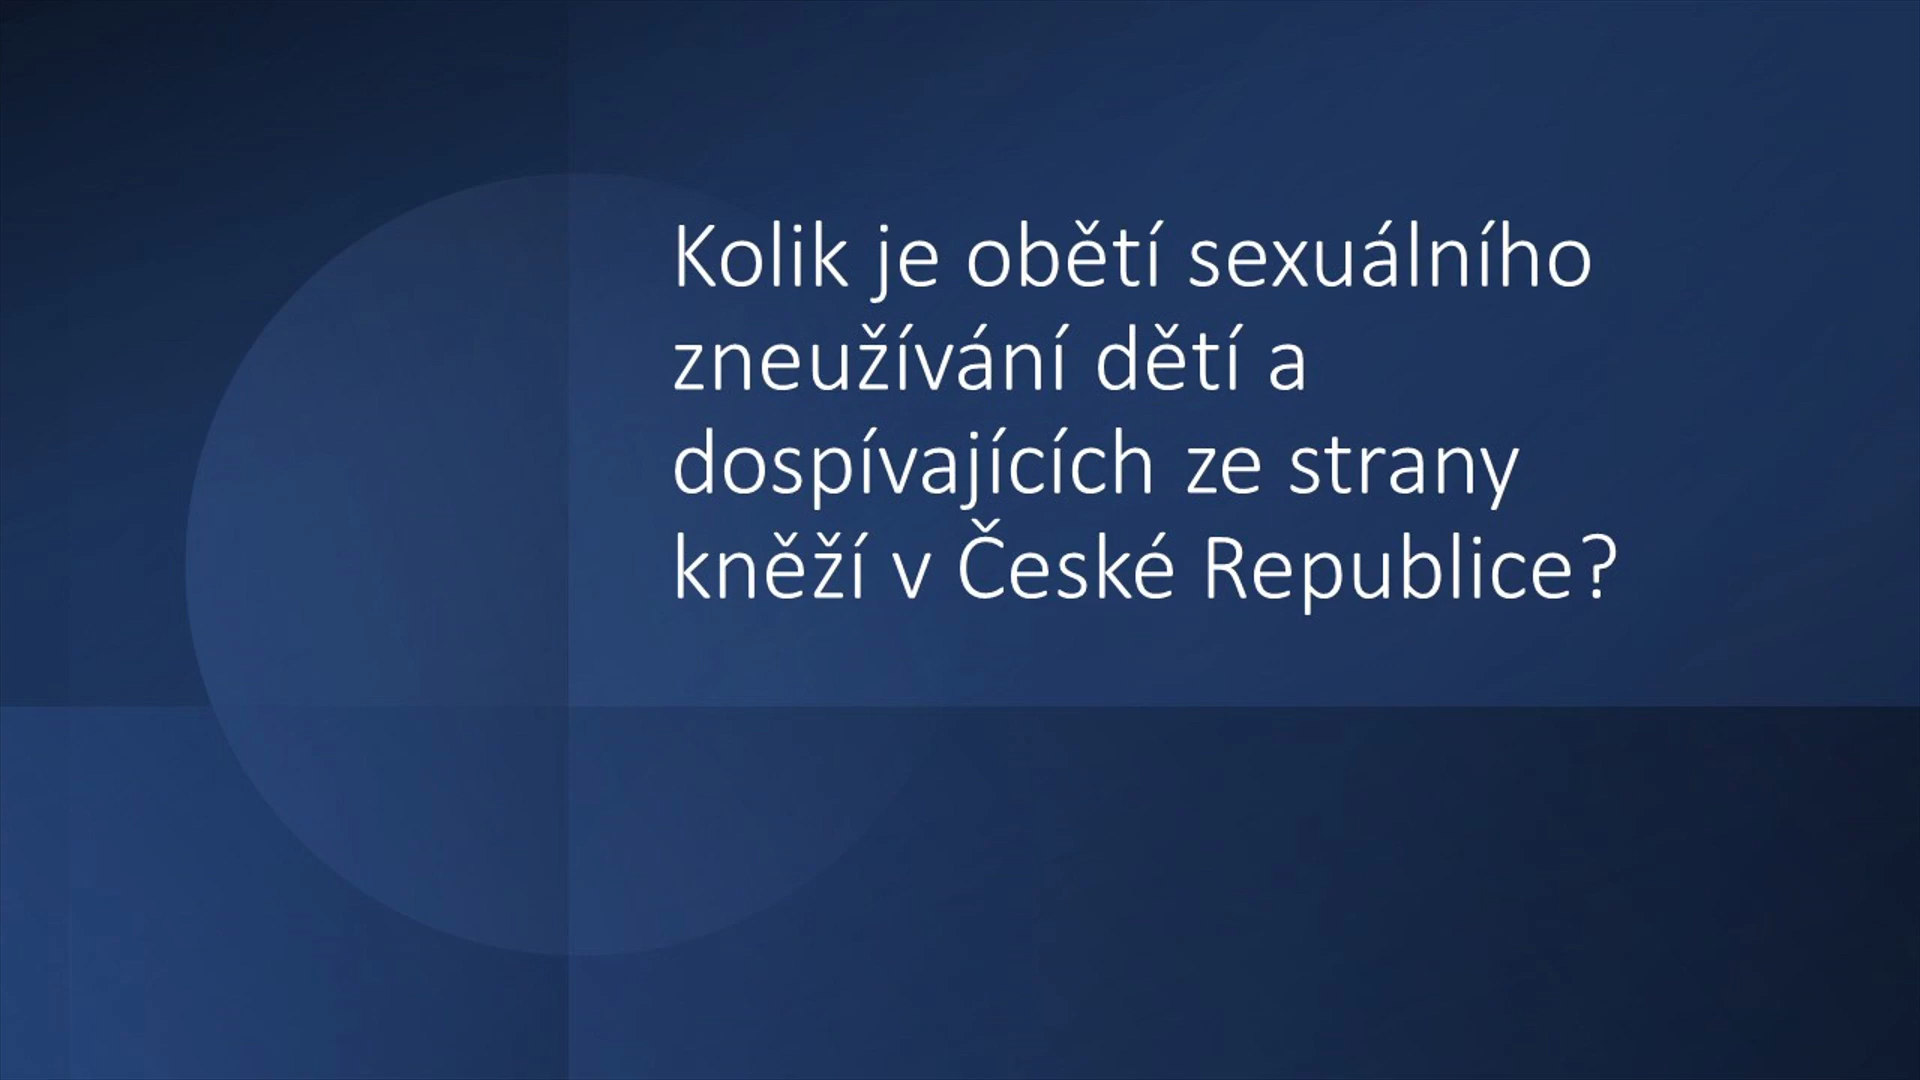 Kolik je obětí sexuálního
zneužívání dětí a
dospívajících ze strany
kněží v České Republice?